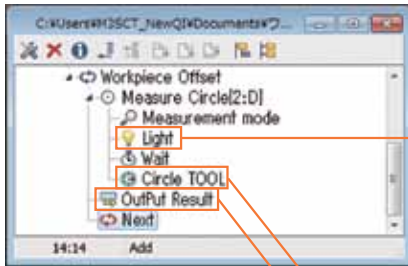 C:¥Users¥M3SCT_NewQI¥Documents¥ワ...
Workpiece Offset
Measure Circle[2:D]
Measurement mode
Light
Wait
Circle TOOL
OutPut Result
Next
14:14 Add